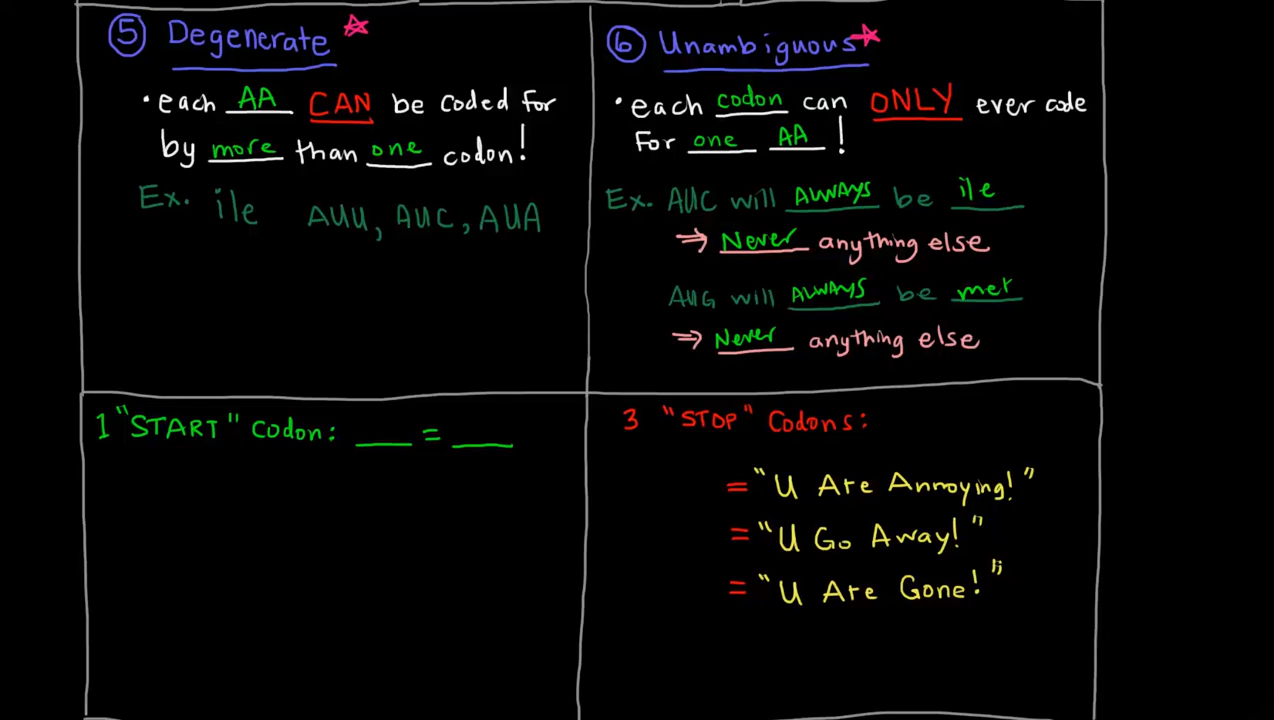 ⑤ Degenerate
• each AA CAN be coded for
by more than one codon!
Ex. ile AUU, AUC, AUA
⑥ Unambiguous
• each codon can ONLY ever code
For one AA!
Ex. AUC will ALWAYS be ile
⇒ Never anything else
AUG will ALWAYS be met
⇒ Never anything else
1 "START" codon: ___ = ___
3 "STOP" Codons:
= "U Are Annoying!"
= "U Go Away!"
= "U Are Gone!"